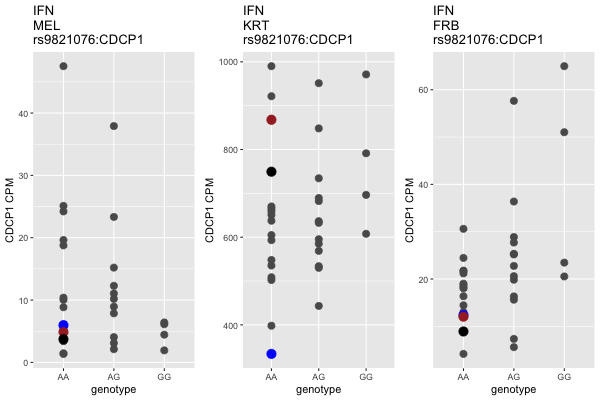 IFN
MEL
rs9821076:CDCP1
CDCP1 CPM
40
30
20
10
0
AA AG GG
genotype
IFN
KRT
rs9821076:CDCP1
CDCP1 CPM
1000
800
600
400
AA AG GG
genotype
IFN
FRB
rs9821076:CDCP1
CDCP1 CPM
60
40
20
AA AG GG
genotype